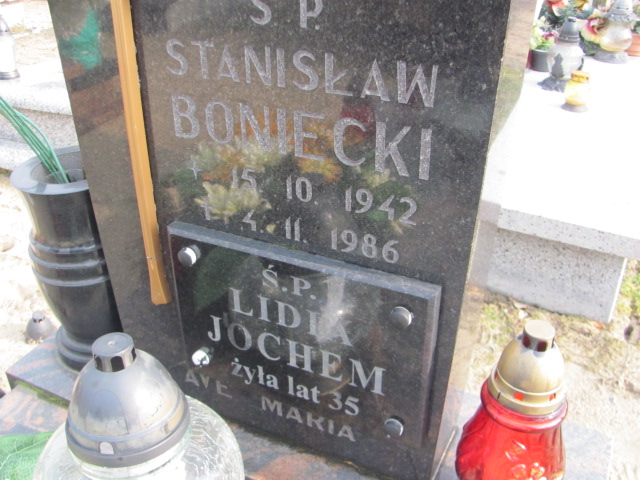 Ś P
STANISŁAW
BONIECKI
* 15. 10. 1942
+ 4. 11. 1986
Ś.P.
LIDIA
JOCHEM
żyła lat 35
AVE MARIA